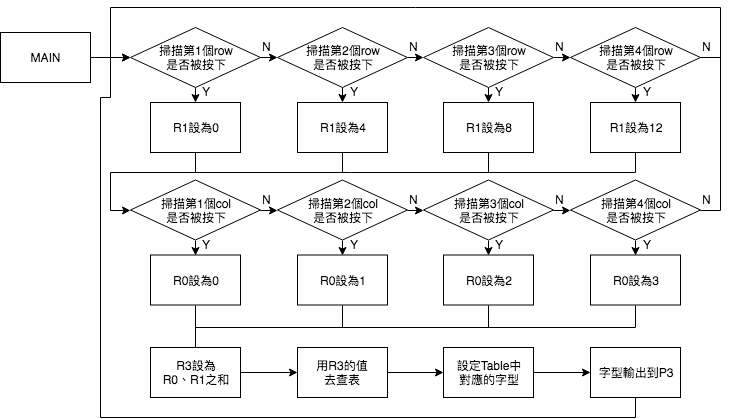 MAIN
掃描第1個row
是否被按下
N
掃描第2個row
是否被按下
N
掃描第3個row
是否被按下
N
掃描第4個row
是否被按下
N
Y
Y
Y
Y
R1設為0
R1設為4
R1設為8
R1設為12
掃描第1個col
是否被按下
N
掃描第2個col
是否被按下
N
掃描第3個col
是否被按下
N
掃描第4個col
是否被按下
N
Y
Y
Y
Y
R0設為0
R0設為1
R0設為2
R0設為3
R3設為
R0、R1之和
用R3的值
去查表
設定Table中
對應的字型
字型輸出到P3